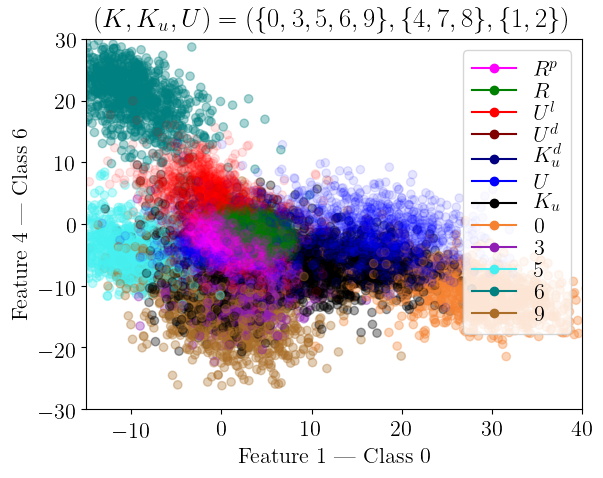 (K, K_u, U) = ({0, 3, 5, 6, 9}, {4, 7, 8}, {1, 2})
30
20
10
0
−10
−20
−30
Feature 4 — Class 6
R^p
R
U^l
U^d
K_u^d
U
K_u
0
3
5
6
9
−10 0 10 20 30 40
Feature 1 — Class 0